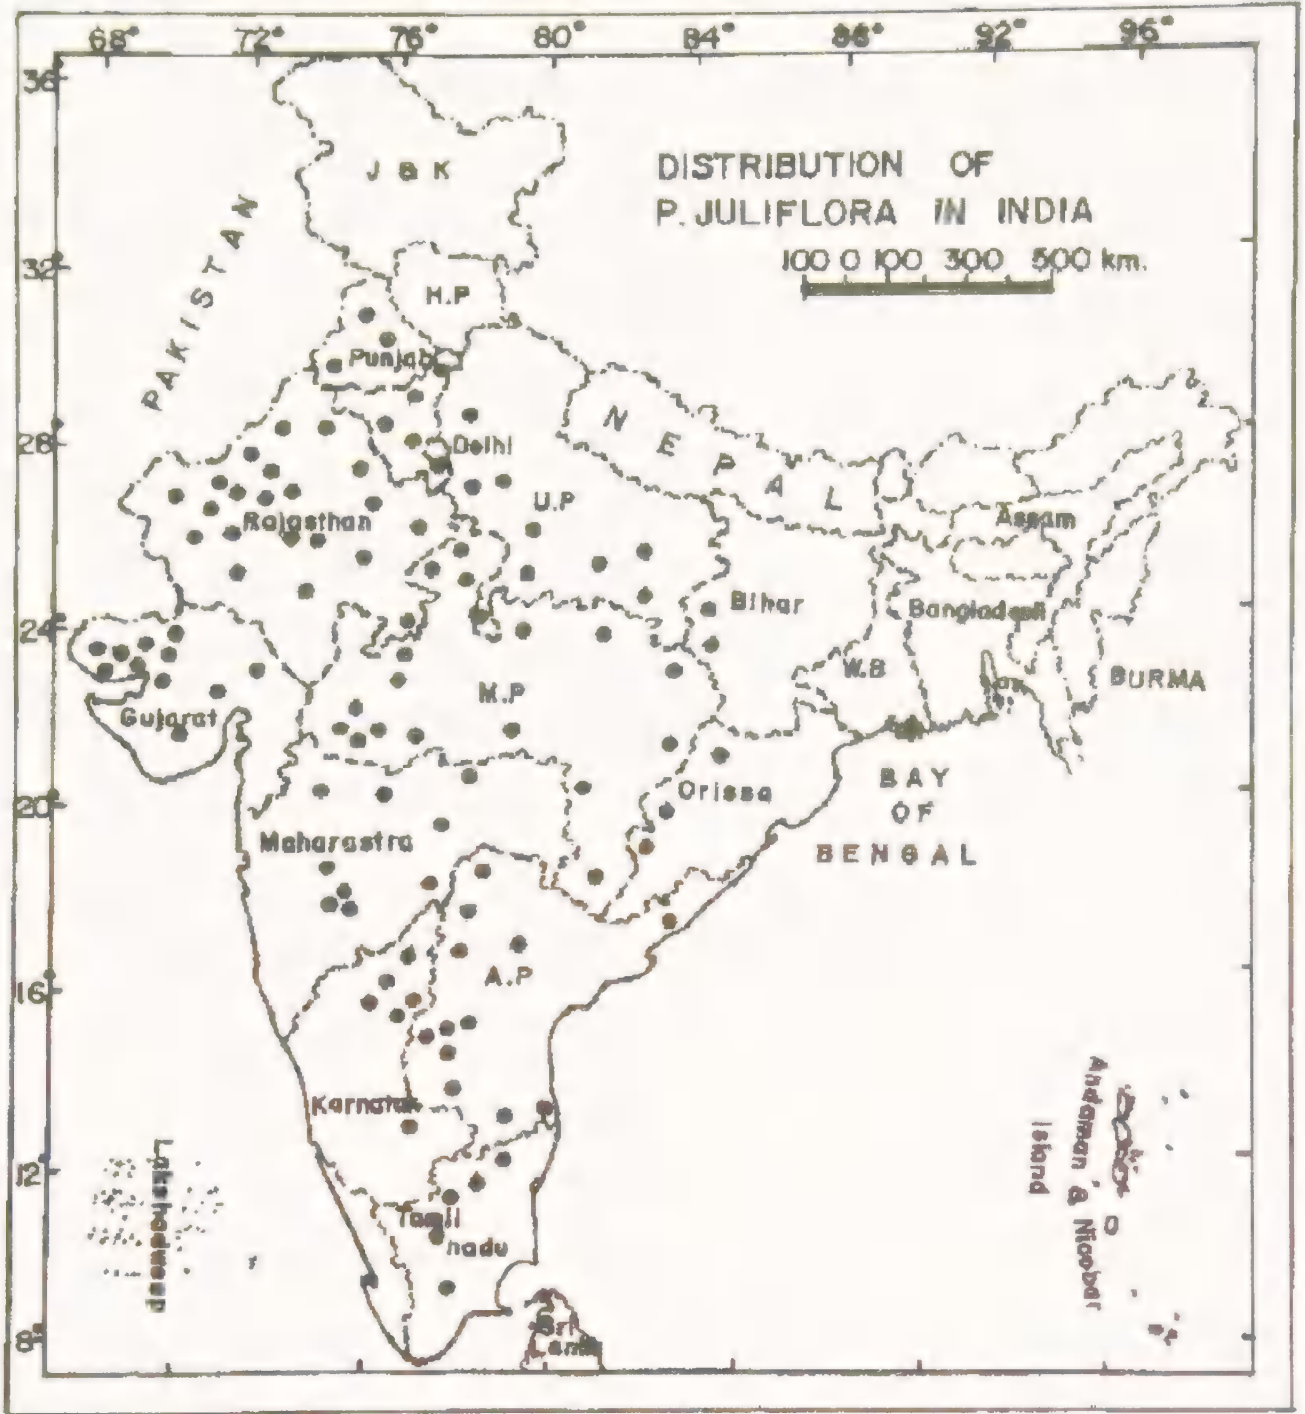 68° 72° 76° 80° 84° 88° 92° 96°
36
32
28
24
20
16
12
8°
DISTRIBUTION OF
P. JULIFLORA IN INDIA
100 0 100 300 500 km.
J & K
PAKISTAN
H.P
Punjab
Delhi
NEPAL
U.P
Rajasthan
Assam
Bihar
Bangladesh
W.B
BURMA
M.P
Gujarat
Orissa
BAY
OF
BENGAL
Maharastra
A.P
Karnatak
Tamil
nadu
Lakshadweep
Andaman & Nicobar
Island
Sri